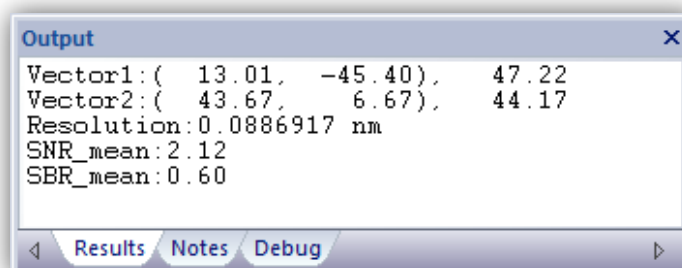 Output
Vector1:(  13.01,  -45.40),   47.22
Vector2:(  43.67,    6.67),   44.17
Resolution:0.0886917 nm
SNR_mean:2.12
SBR_mean:0.60
Results Notes Debug